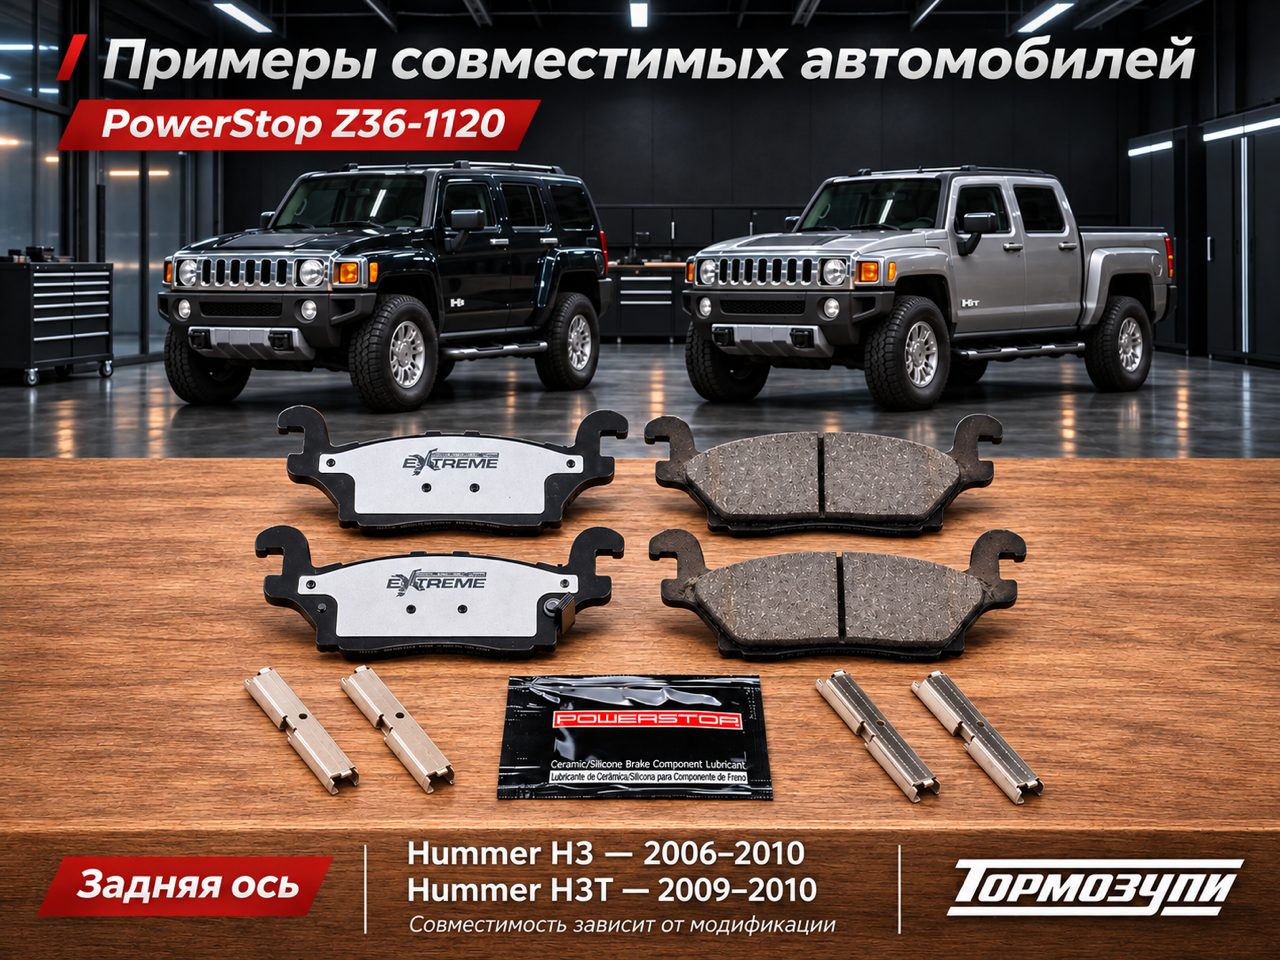 Примеры совместимых автомобилей
PowerStop Z36-1120
H3
H3T
EXTREME
EXTREME
POWERSTOP
Ceramic/Silicone Brake Component Lubricant
Lubricante de Cerámica/Silicona para Componente de Freno
Задняя ось
Hummer H3 — 2006–2010
Hummer H3T — 2009–2010
Совместимость зависит от модификации
ТОРМОЗУПИ